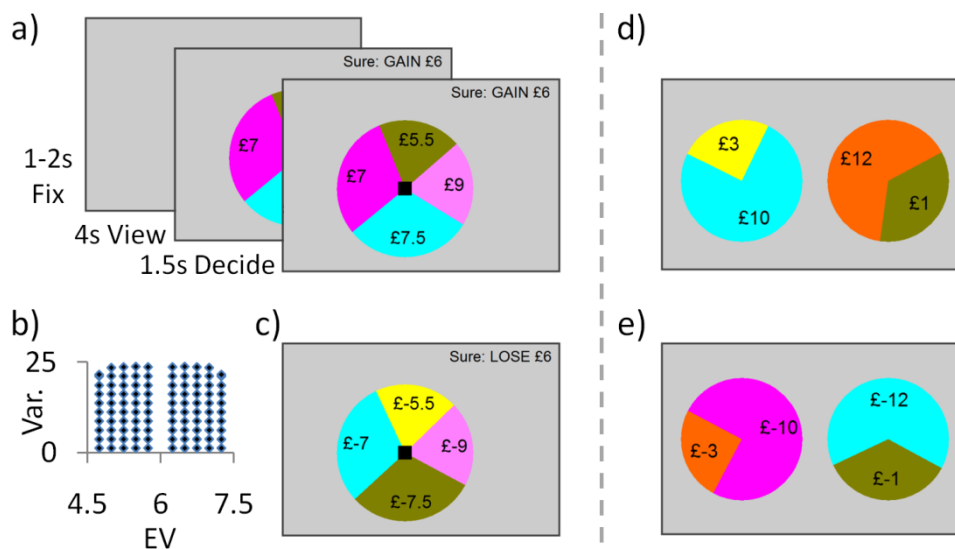 a)
Sure: GAIN £6
Sure: GAIN £6
£7
£5.5
£7
£9
£7.5
1-2s
Fix
4s View
1.5s Decide
b)
25
Var.
0
4.5 6 7.5
EV
c)
Sure: LOSE £6
£-5.5
£-7
£-9
£-7.5
d)
£3
£10
£12
£1
e)
£-10
£-3
£-12
£-1